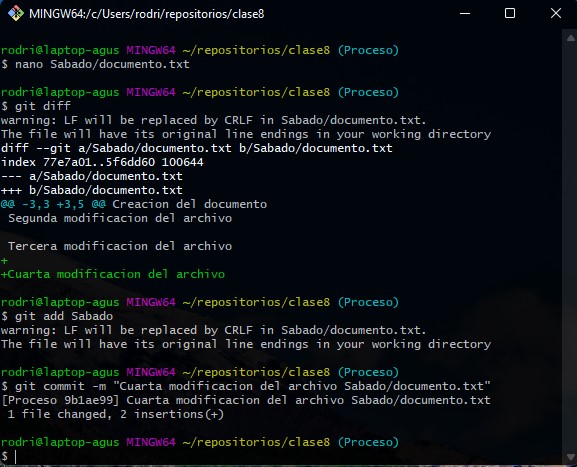 MINGW64:/c/Users/rodri/repositorios/clase8
rodri@laptop-agus MINGW64 ~/repositorios/clase8 (Proceso)
$ nano Sabado/documento.txt
rodri@laptop-agus MINGW64 ~/repositorios/clase8 (Proceso)
$ git diff
warning: LF will be replaced by CRLF in Sabado/documento.txt.
The file will have its original line endings in your working directory
diff --git a/Sabado/documento.txt b/Sabado/documento.txt
index 77e7a01..5f6dd60 100644
--- a/Sabado/documento.txt
+++ b/Sabado/documento.txt
@@ -3,3 +3,5 @@ Creacion del documento
 Segunda modificacion del archivo
 Tercera modificacion del archivo
+
+Cuarta modificacion del archivo
rodri@laptop-agus MINGW64 ~/repositorios/clase8 (Proceso)
$ git add Sabado
warning: LF will be replaced by CRLF in Sabado/documento.txt.
The file will have its original line endings in your working directory
rodri@laptop-agus MINGW64 ~/repositorios/clase8 (Proceso)
$ git commit -m "Cuarta modificacion del archivo Sabado/documento.txt"
[Proceso 9b1ae99] Cuarta modificacion del archivo Sabado/documento.txt
 1 file changed, 2 insertions(+)
rodri@laptop-agus MINGW64 ~/repositorios/clase8 (Proceso)
$